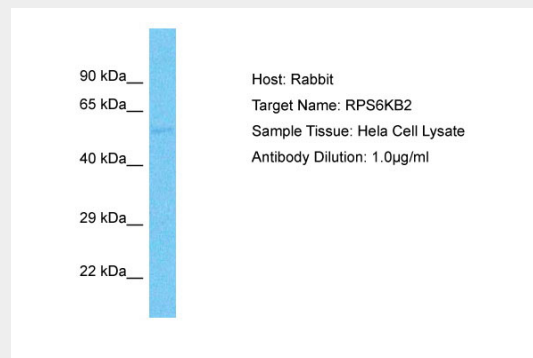 90 kDa__
65 kDa__
40 kDa__
29 kDa__
22 kDa__
Host: Rabbit
Target Name: RPS6KB2
Sample Tissue: Hela Cell Lysate
Antibody Dilution: 1.0µg/ml